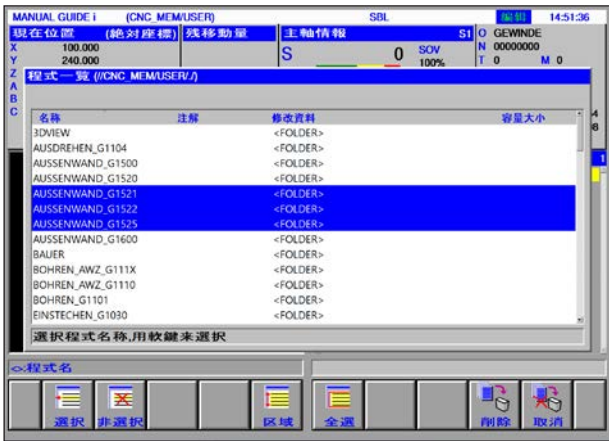 MANUAL GUIDE i (CNC_MEM/USER) SBL 編輯 14:51:36
現在位置 (絶対座標) 残移動量 主軸情報 S1 O GEWINDE
X 100.000 S 0 SOV 100% N 00000000
Y 240.000 T 0 M 0
Z 程式一覧 (//CNC_MEM/USER/./)
A
B
C
名称 注解 修改資料 容量大小
3DVIEW <FOLDER>
AUSDREHEN_G1104 <FOLDER>
AUSSENWAND_G1500 <FOLDER>
AUSSENWAND_G1520 <FOLDER>
AUSSENWAND_G1521 <FOLDER>
AUSSENWAND_G1522 <FOLDER>
AUSSENWAND_G1525 <FOLDER>
AUSSENWAND_G1600 <FOLDER>
BAUER <FOLDER>
BOHREN_AWZ_G111X <FOLDER>
BOHREN_AWZ_G1110 <FOLDER>
BOHREN_G1101 <FOLDER>
EINSTECHEN_G1030 <FOLDER>
選択程式名称,用軟鍵来選択
<>:程式名
選択 非選択 区域 全選 削除 取消